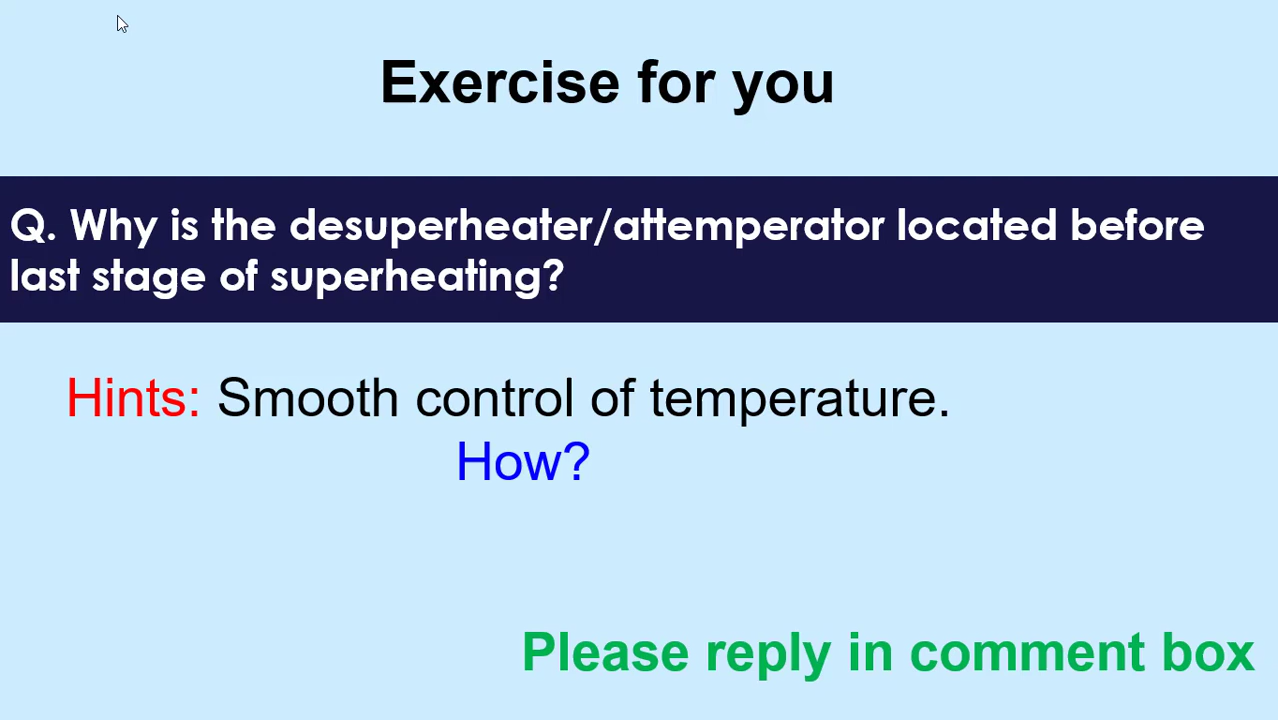 Exercise for you
Q. Why is the desuperheater/attemperator located before
last stage of superheating?
Hints: Smooth control of temperature.
How?
Please reply in comment box